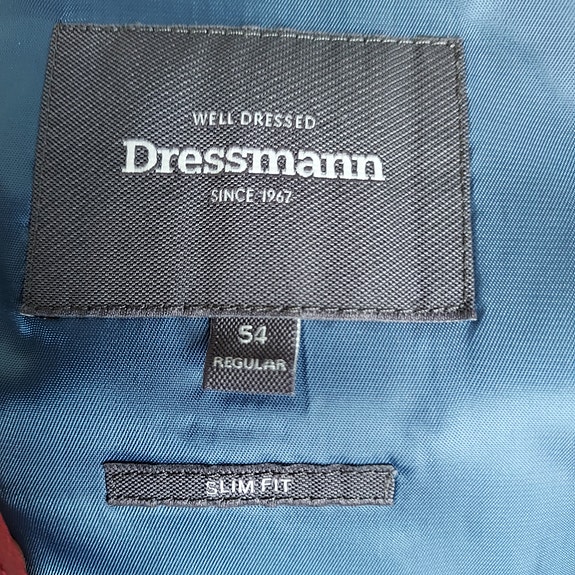 WELL DRESSED
Dressmann
SINCE 1967
54
REGULAR
SLIM FIT